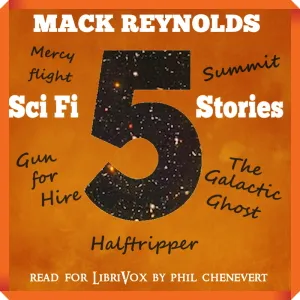 MACK REYNOLDS
Mercy
flight
Summit
Sci Fi 5 Stories
Gun
for
Hire
The
Galactic
Ghost
Halftripper
READ FOR LIBRIVOX BY PHIL CHENEVERT